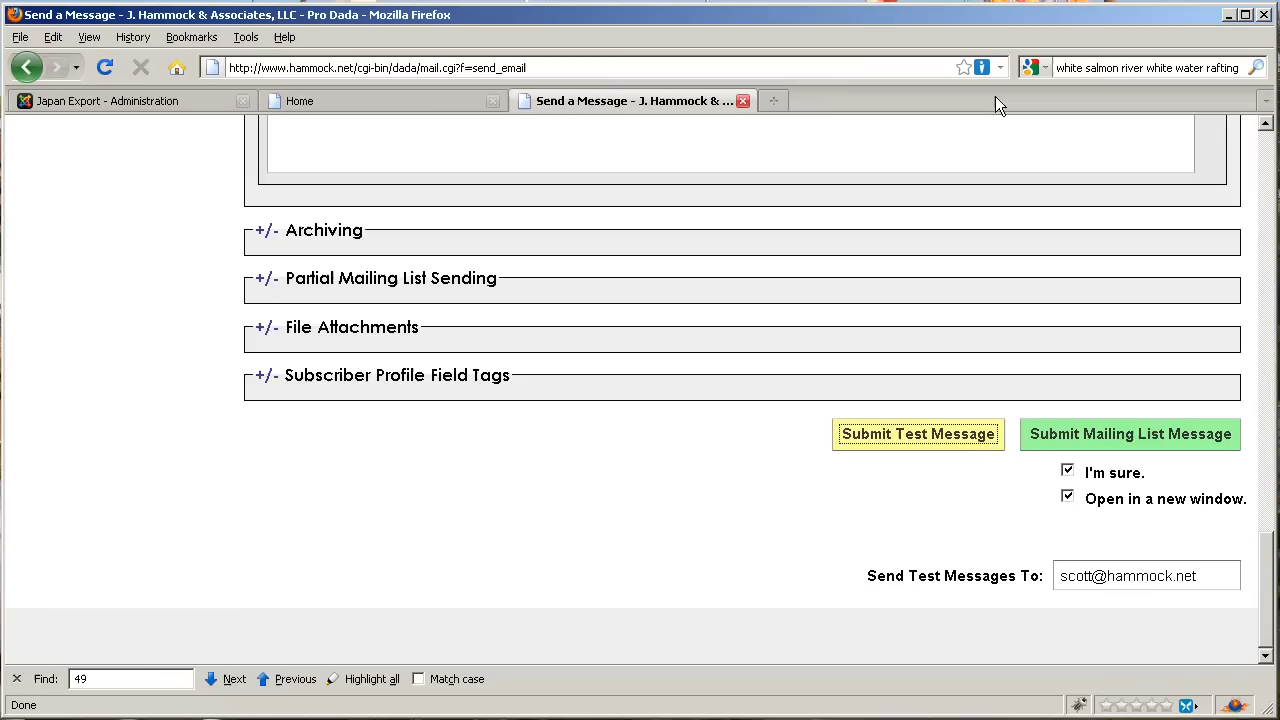 Send a Message - J. Hammock & Associates, LLC - Pro Dada - Mozilla Firefox
File Edit View History Bookmarks Tools Help
http://www.hammock.net/cgi-bin/dada/mail.cgi?f=send_email white salmon river white water rafting
Japan Export - Administration Home Send a Message - J. Hammock & ...
+/- Archiving
+/- Partial Mailing List Sending
+/- File Attachments
+/- Subscriber Profile Field Tags
Submit Test Message Submit Mailing List Message
I'm sure.
Open in a new window.
Send Test Messages To: scott@hammock.net
Find: 49 Next Previous Highlight all Match case
Done